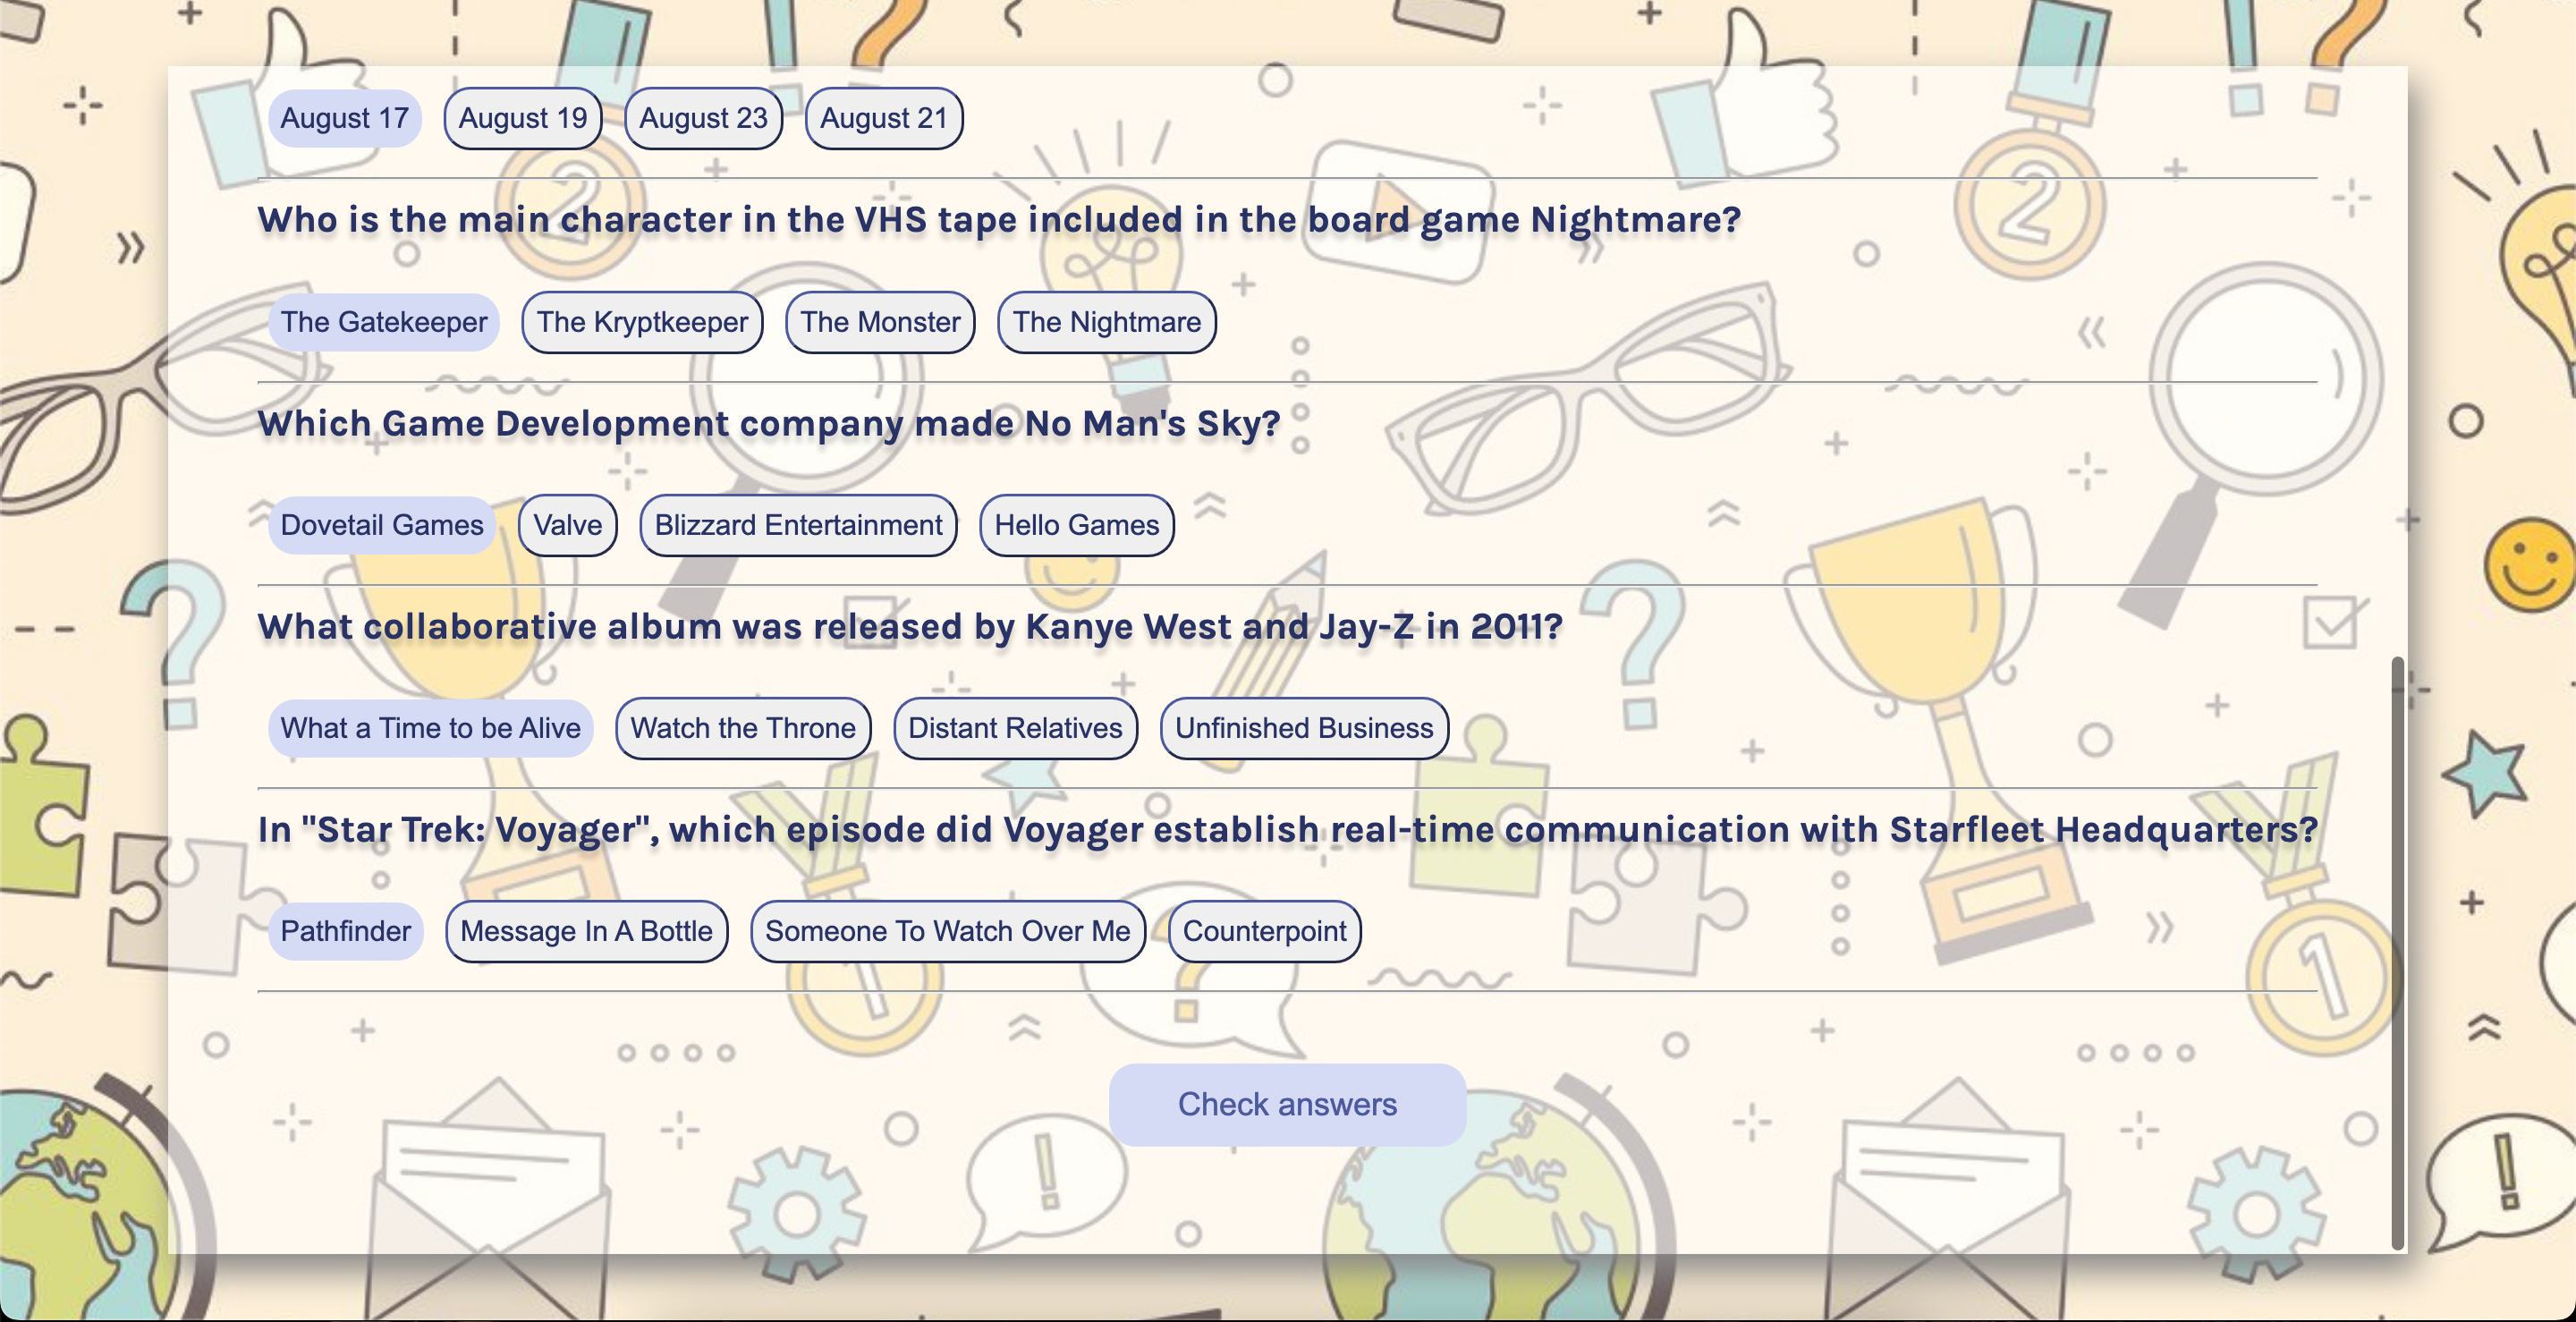 August 17 August 19 August 23 August 21
Who is the main character in the VHS tape included in the board game Nightmare?
The Gatekeeper The Kryptkeeper The Monster The Nightmare
Which Game Development company made No Man's Sky?
Dovetail Games Valve Blizzard Entertainment Hello Games
What collaborative album was released by Kanye West and Jay-Z in 2011?
What a Time to be Alive Watch the Throne Distant Relatives Unfinished Business
In "Star Trek: Voyager", which episode did Voyager establish real-time communication with Starfleet Headquarters?
Pathfinder Message In A Bottle Someone To Watch Over Me Counterpoint
Check answers